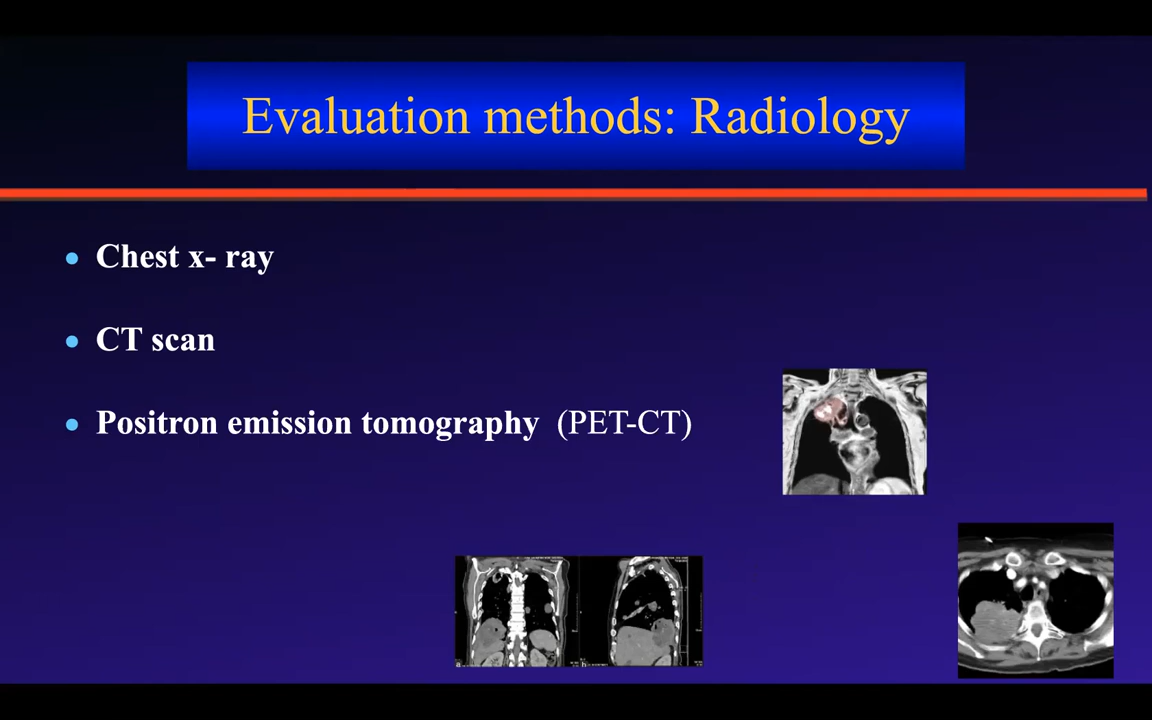 Evaluation methods: Radiology
Chest x- ray
CT scan
Positron emission tomography (PET-CT)
a
b